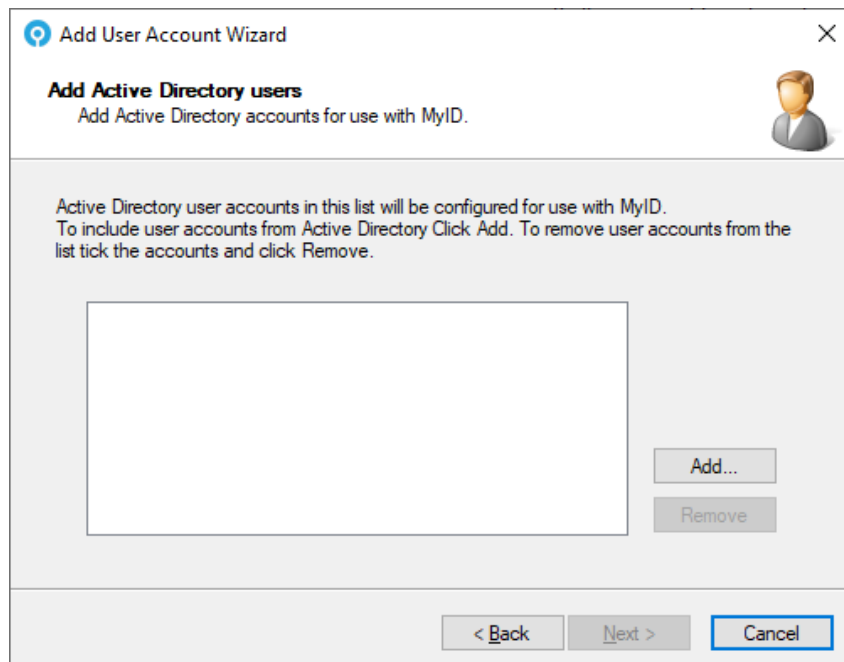 Add User Account Wizard
Add Active Directory users
Add Active Directory accounts for use with MyID.
Active Directory user accounts in this list will be configured for use with MyID.
To include user accounts from Active Directory Click Add. To remove user accounts from the
list tick the accounts and click Remove.
Add...
Remove
< Back
Next >
Cancel